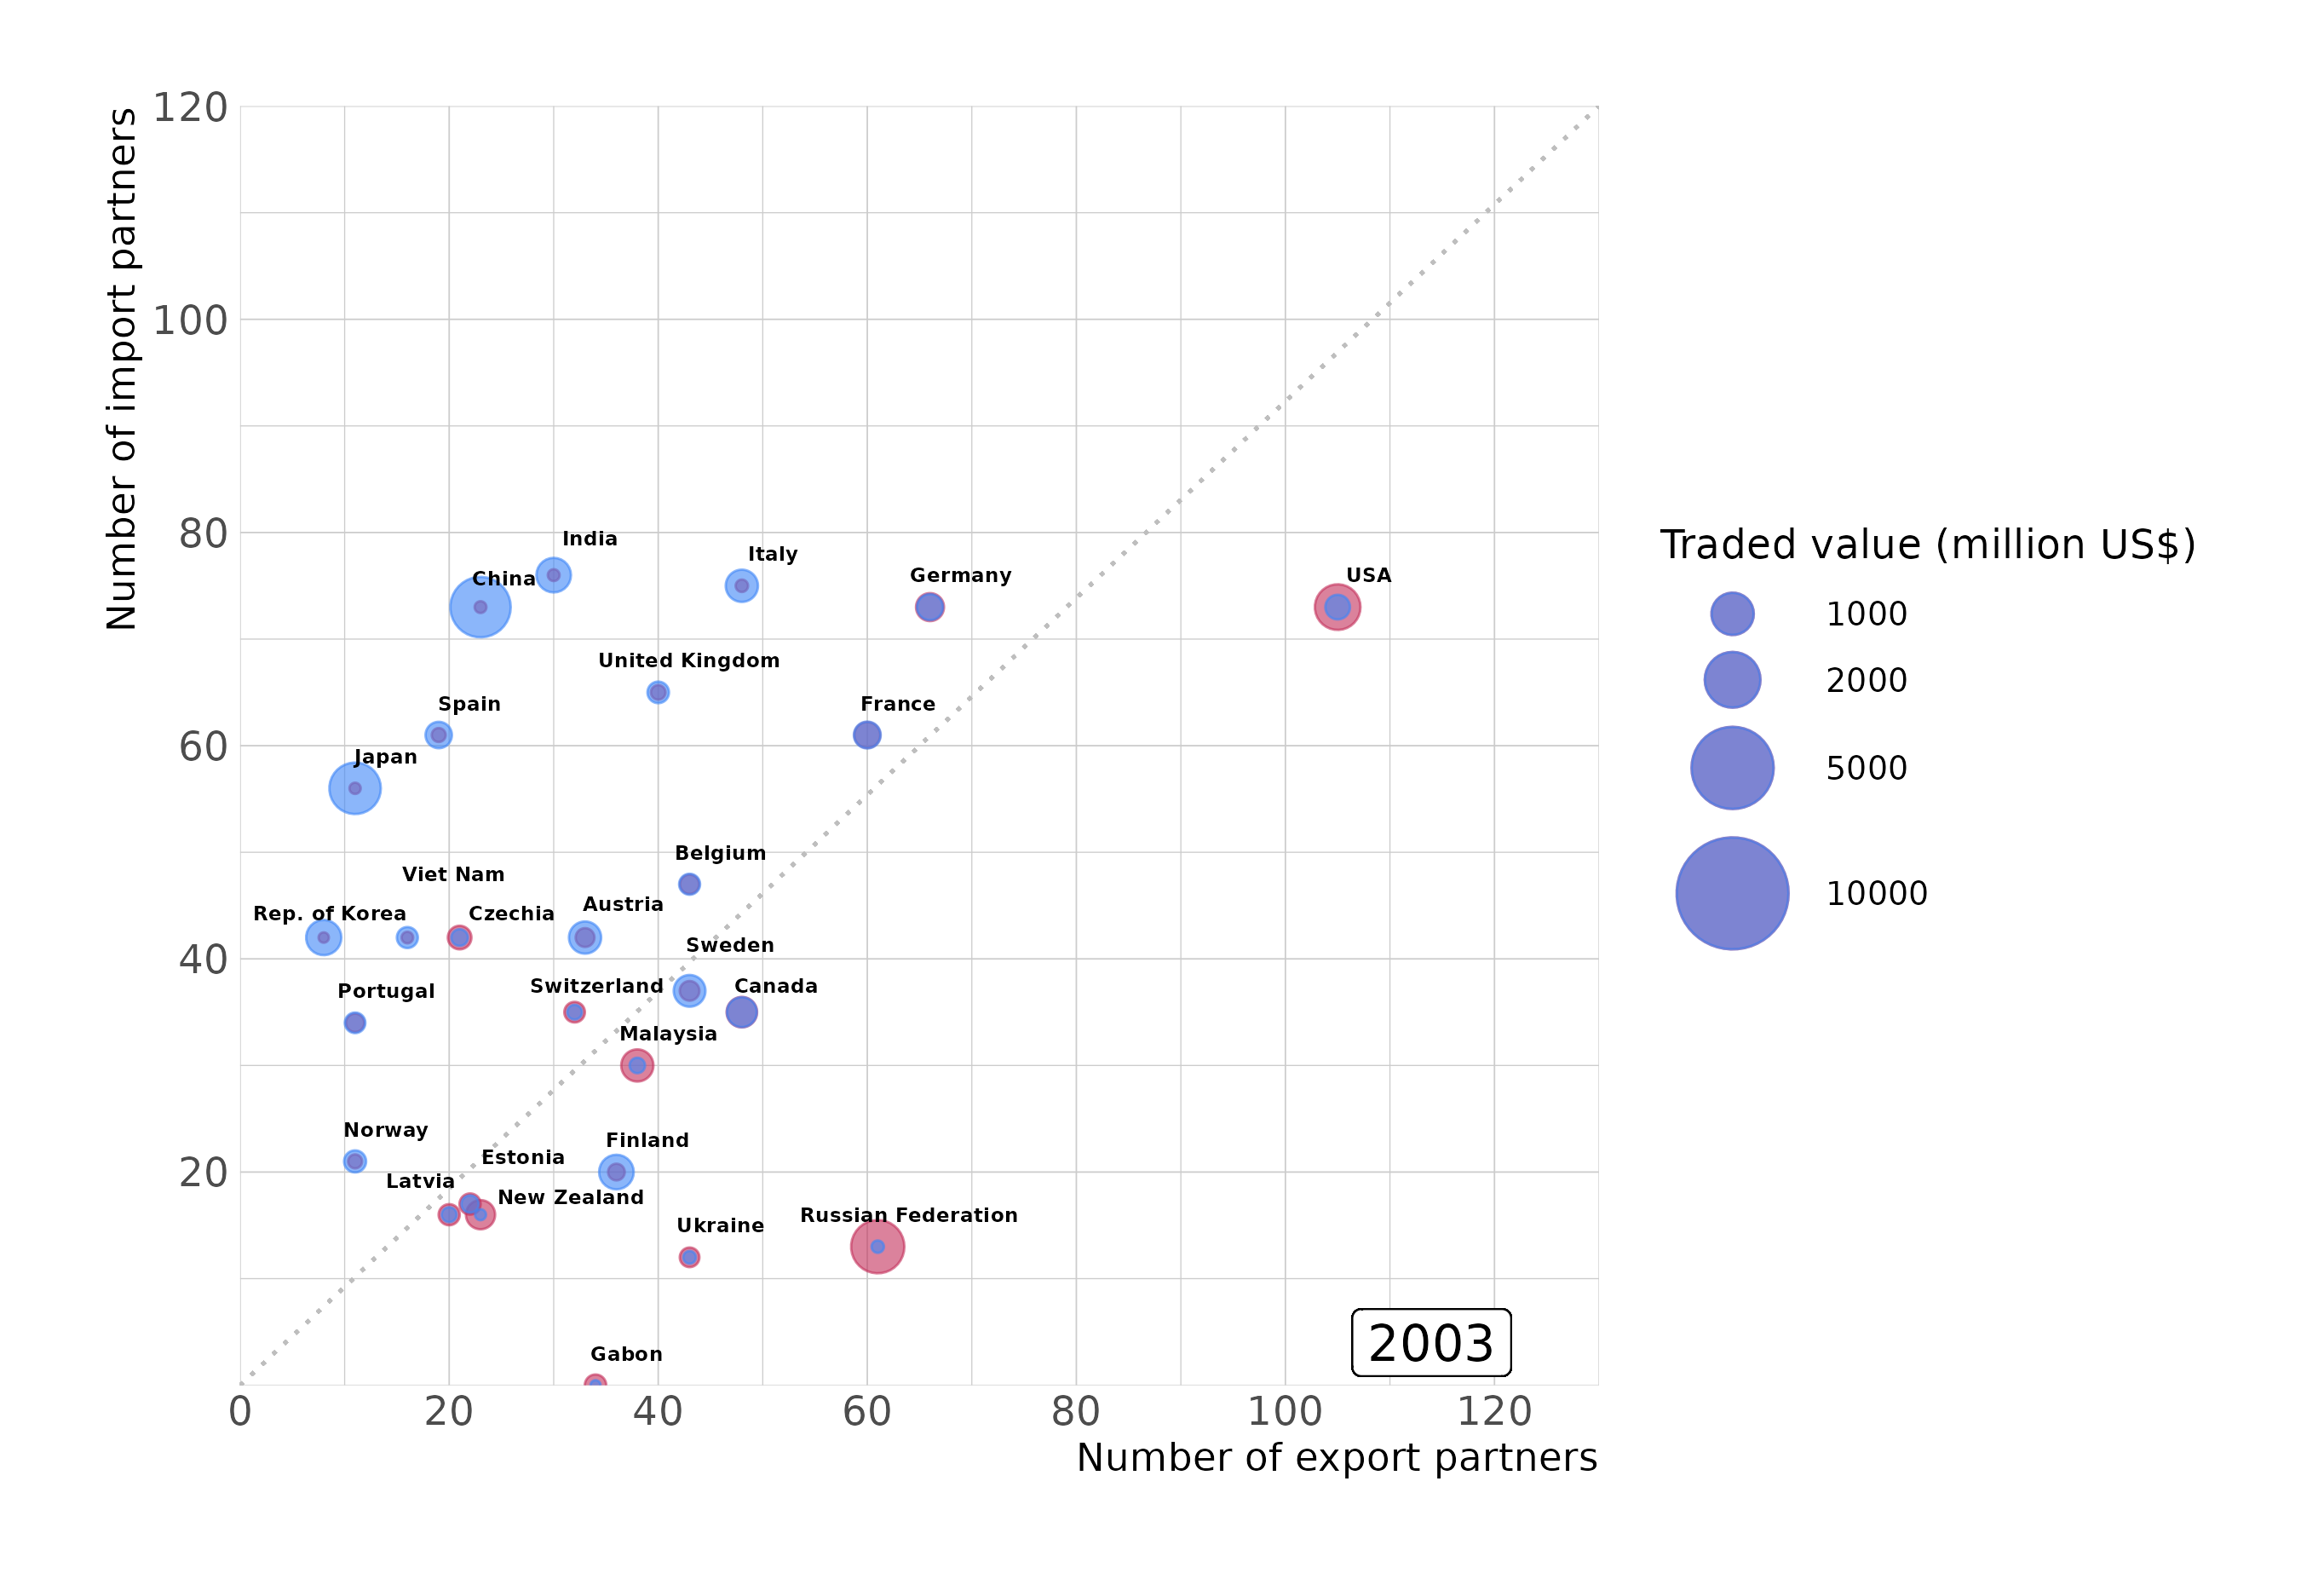 Number of import partners
120
100
80
60
40
20
India
Italy
China
Germany
USA
United Kingdom
Spain
France
Japan
Belgium
Viet Nam
Austria
Rep. of Korea
Czechia
Sweden
Switzerland
Canada
Portugal
Malaysia
Norway
Finland
Estonia
Latvia
New Zealand
Russian Federation
Ukraine
Gabon
2003
0 20 40 60 80 100 120
Number of export partners
Traded value (million US$)
1000
2000
5000
10000